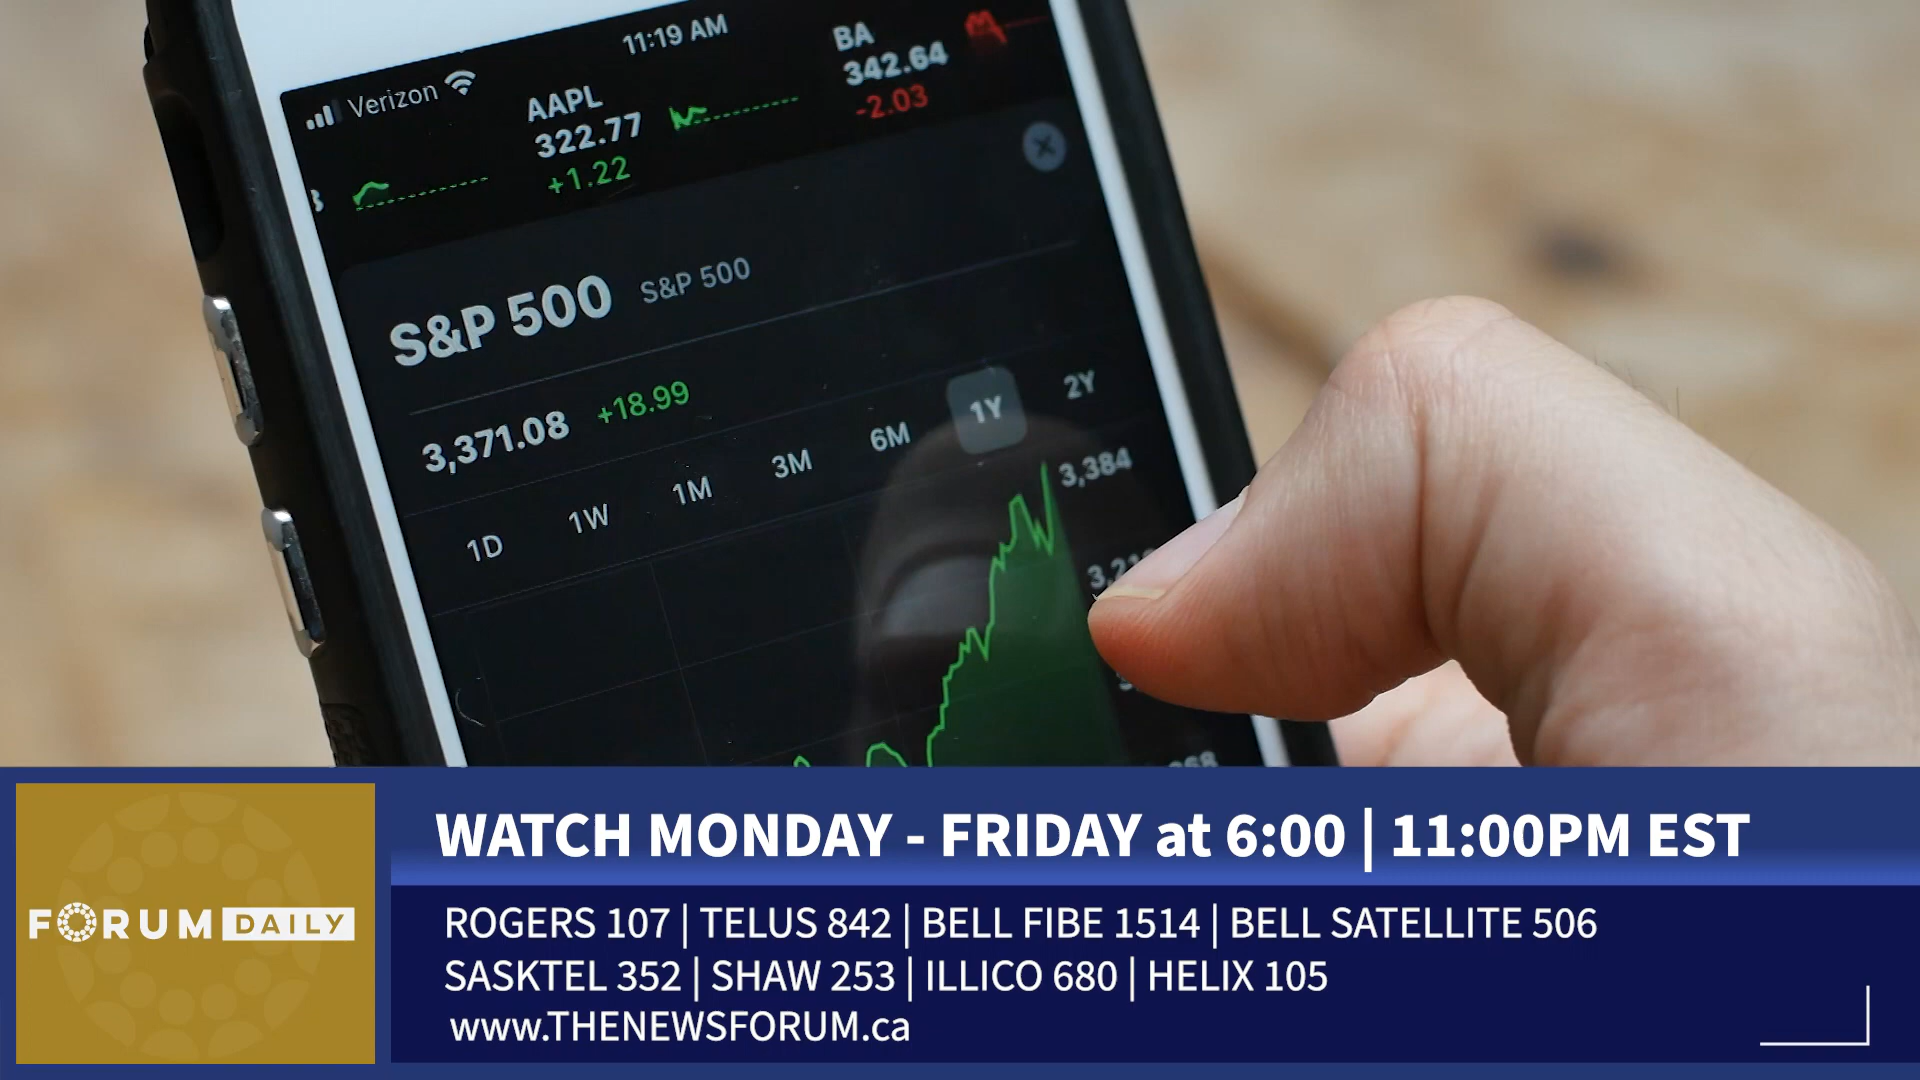 11:19 AM
Verizon
AAPL
322.77
+1.22
BA
342.64
-2.03
S&P 500 S&P 500
3,371.08 +18.99
1D 1W 1M 3M 6M 1Y 2Y
3,384
WATCH MONDAY - FRIDAY at 6:00 | 11:00PM EST
FORUM DAILY
ROGERS 107 | TELUS 842 | BELL FIBE 1514 | BELL SATELLITE 506
SASKTEL 352 | SHAW 253 | ILLICO 680 | HELIX 105
www.THENEWSFORUM.ca